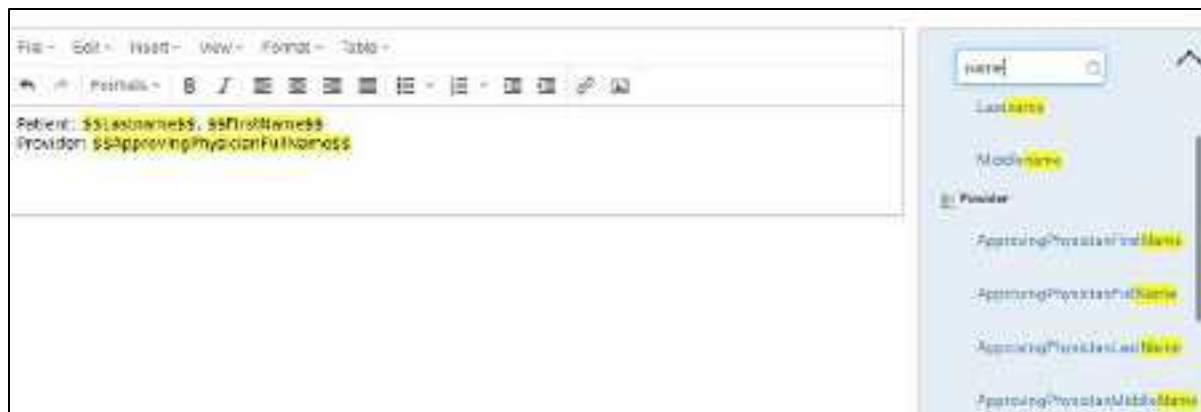 File Edit Insert View Format Table
Formats B I
Patient: $$Lastname$$, $$FirstName$$
Provider: $$ApprovingPhysicianFullName$$
name
Lastname
Middlename
Provider
ApprovingPhysicianFirstName
ApprovingPhysicianFullName
ApprovingPhysicianLastName
ApprovingPhysicianMiddleName